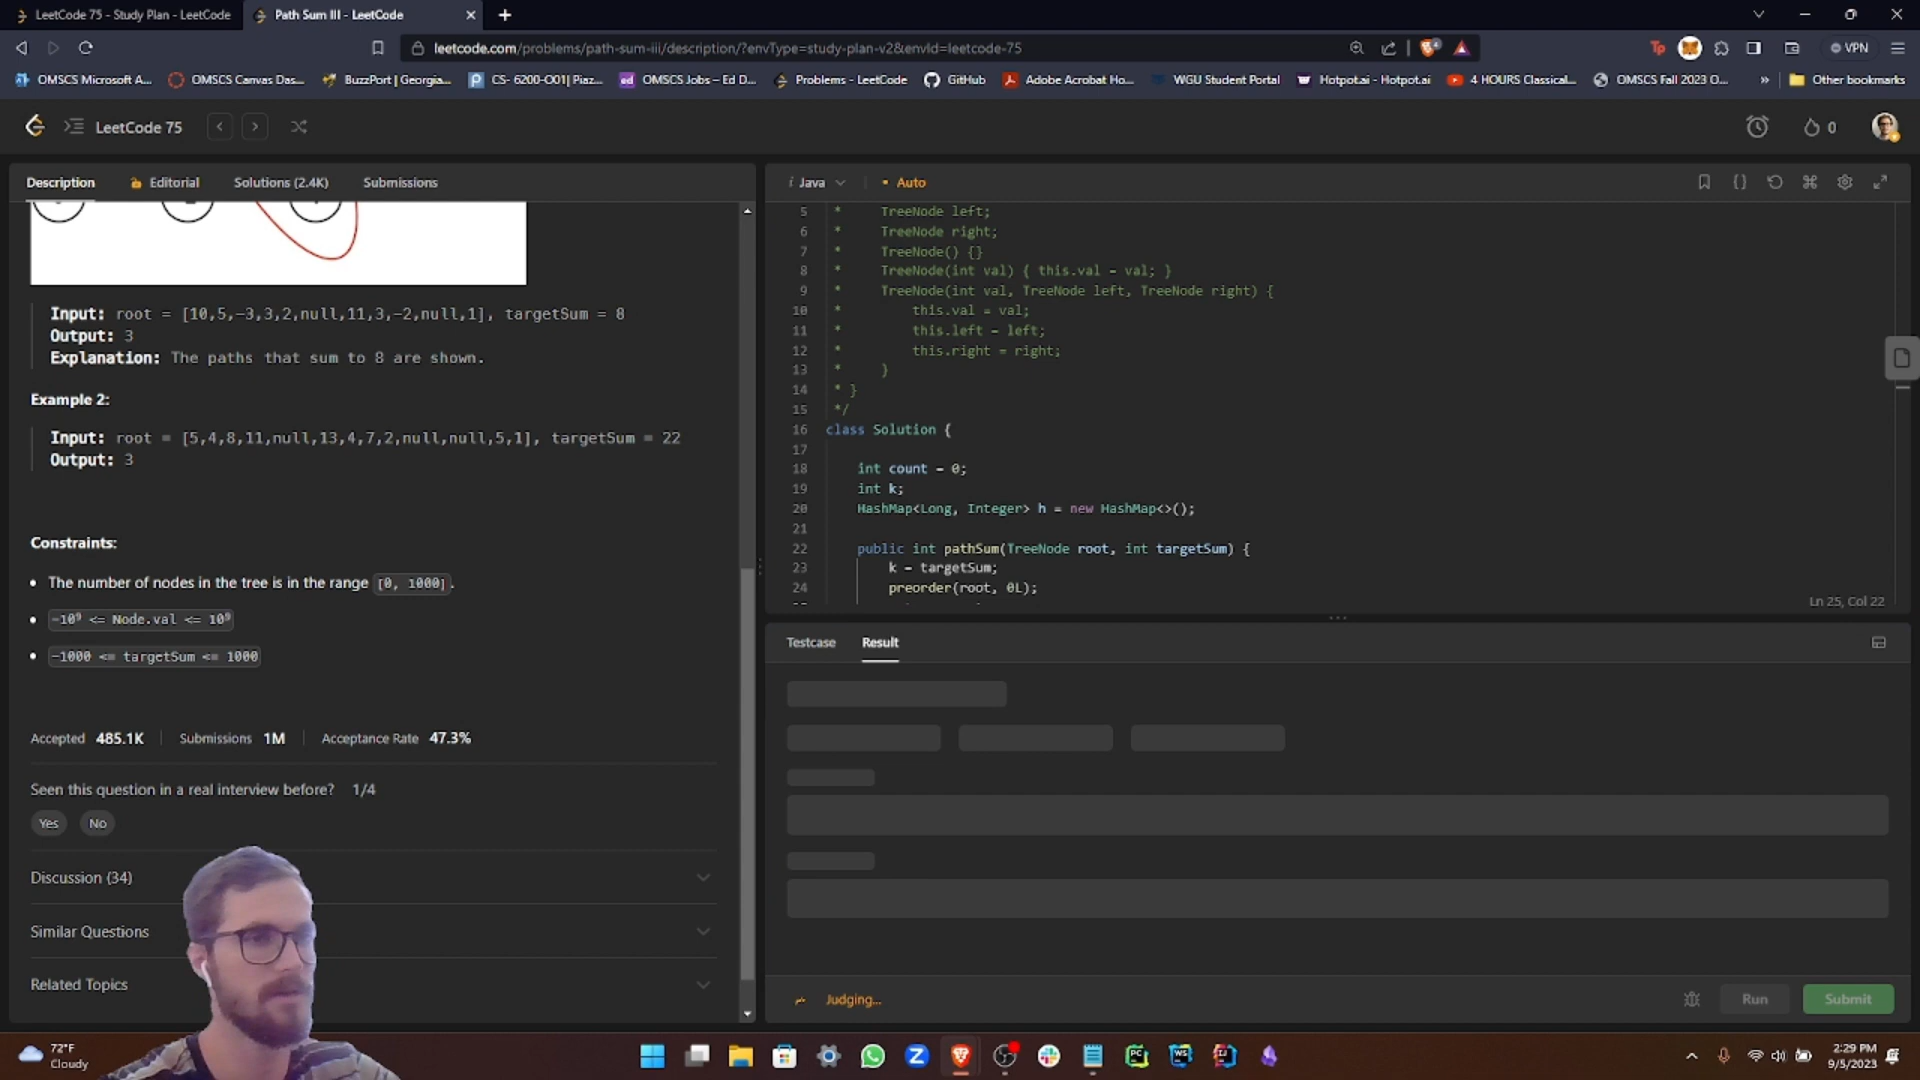 LeetCode 75 - Study Plan - LeetCode
Path Sum III - LeetCode
leetcode.com/problems/path-sum-iii/description/?envType=study-plan-v2&envId=leetcode-75
VPN
OMSCS Microsoft A...
OMSCS Canvas Das...
BuzzPort | Georgia...
CS- 6200-O01| Piaz...
OMSCS Jobs – Ed D...
Problems - LeetCode
GitHub
Adobe Acrobat Ho...
WGU Student Portal
Hotpot.ai - Hotpot.ai
4 HOURS Classical...
OMSCS Fall 2023 O...
Other bookmarks
LeetCode 75
0
Description
Editorial
Solutions (2.4K)
Submissions
Input: root = [10,5,-3,3,2,null,11,3,-2,null,1], targetSum = 8
Output: 3
Explanation: The paths that sum to 8 are shown.
Example 2:
Input: root = [5,4,8,11,null,13,4,7,2,null,null,5,1], targetSum = 22
Output: 3
Constraints:
• The number of nodes in the tree is in the range [0, 1000].
• -10⁹ <= Node.val <= 10⁹
• -1000 <= targetSum <= 1000
Accepted 485.1K
Submissions 1M
Acceptance Rate 47.3%
Seen this question in a real interview before? 1/4
Yes
No
Discussion (34)
Similar Questions
Related Topics
i Java
• Auto
5 * TreeNode left;
6 * TreeNode right;
7 * TreeNode() {}
8 * TreeNode(int val) { this.val = val; }
9 * TreeNode(int val, TreeNode left, TreeNode right) {
10 * this.val = val;
11 * this.left = left;
12 * this.right = right;
13 * }
14 * }
15 */
16 class Solution {
17
18 int count = 0;
19 int k;
20 HashMap<Long, Integer> h = new HashMap<>();
21
22 public int pathSum(TreeNode root, int targetSum) {
23 k = targetSum;
24 preorder(root, 0L);
Ln 25, Col 22
Testcase
Result
Judging...
Run
Submit
72°F
Cloudy
2:29 PM
9/5/2023